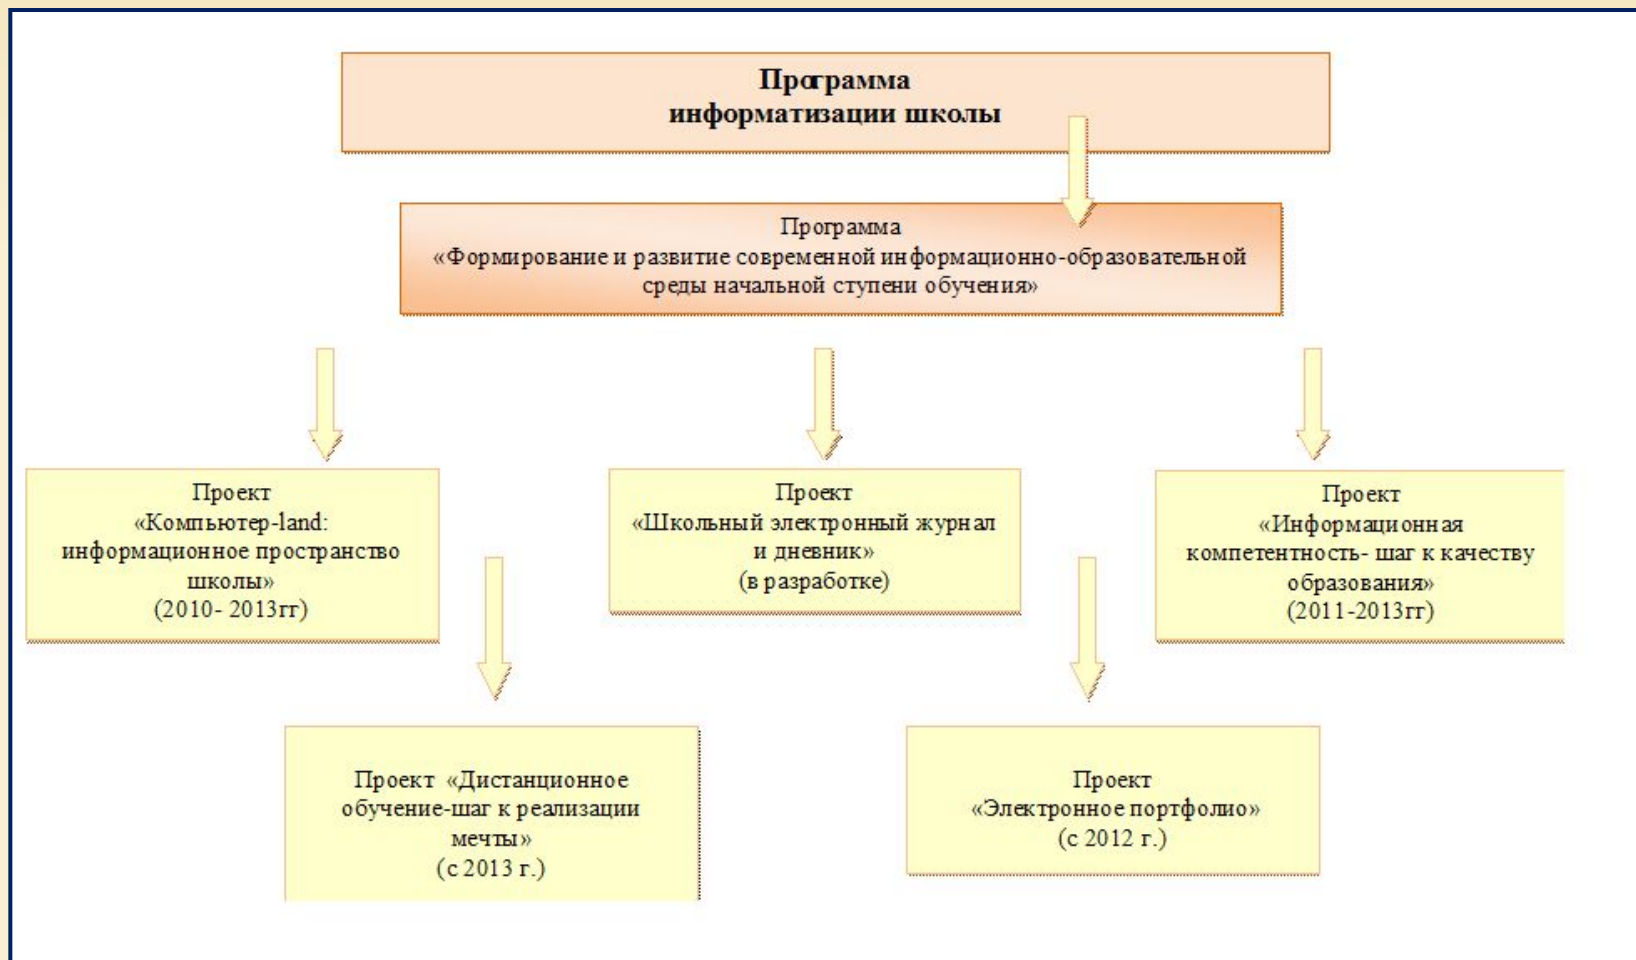 Программа
информатизации школы
Программа
«Формирование и развитие современной информационно-образовательной
среды начальной ступени обучения»
Проект
«Компьютер-land:
информационное пространство
школы»
(2010- 2013гг)
Проект
«Школьный электронный журнал
и дневник»
(в разработке)
Проект
«Информационная
компетентность- шаг к качеству
образования»
(2011-2013гг)
Проект «Дистанционное
обучение-шаг к реализации
мечты»
(с 2013 г.)
Проект
«Электронное портфолио»
(с 2012 г.)